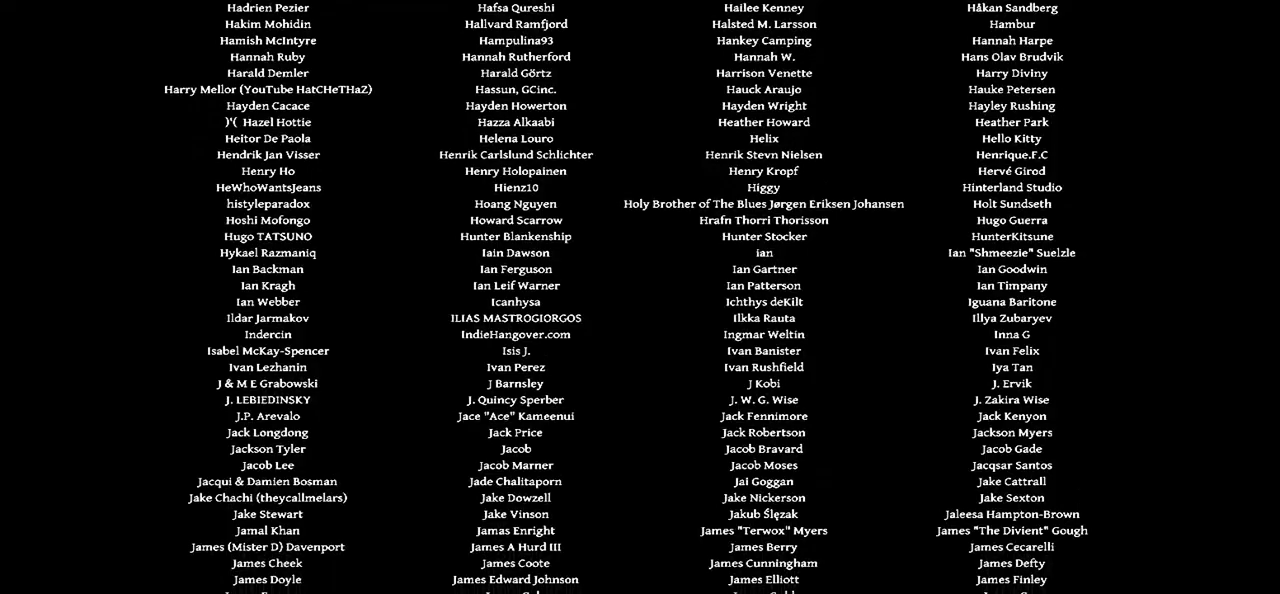 Hadrien Pezier Hafsa Qureshi Hailee Kenney Håkan Sandberg
Hakim Mohidin Hallvard Ramfjord Halsted M. Larsson Hambur
Hamish McIntyre Hampulina93 Hankey Camping Hannah Harpe
Hannah Ruby Hannah Rutherford Hannah W. Hans Olav Brudvik
Harald Demler Harald Görtz Harrison Venette Harry Diviny
Harry Mellor (YouTube HatCHeTHaZ) Hassun, GCinc. Hauck Araujo Hauke Petersen
Hayden Cacace Hayden Howerton Hayden Wright Hayley Rushing
)'( Hazel Hottie Hazza Alkaabi Heather Howard Heather Park
Heitor De Paola Helena Louro Helix Hello Kitty
Hendrik Jan Visser Henrik Carlslund Schlichter Henrik Stevn Nielsen Henrique.F.C
Henry Ho Henry Holopainen Henry Kropf Hervé Girod
HeWhoWantsJeans Hienz10 Higgy Hinterland Studio
histyleparadox Hoang Nguyen Holy Brother of The Blues Jørgen Eriksen Johansen Holt Sundseth
Hoshi Mofongo Howard Scarrow Hrafn Thorri Thorisson Hugo Guerra
Hugo TATSUNO Hunter Blankenship Hunter Stocker HunterKitsune
Hykael Razmaniq Iain Dawson ian Ian "Shmeezie" Suelzle
Ian Backman Ian Ferguson Ian Gartner Ian Goodwin
Ian Kragh Ian Leif Warner Ian Patterson Ian Timpany
Ian Webber Icanhysa Ichthys deKilt Iguana Baritone
Ildar Jarmakov ILIAS MASTROGIORGOS Ilkka Rauta Illya Zubaryev
Indercin IndieHangover.com Ingmar Weltin Inna G
Isabel McKay-Spencer Isis J. Ivan Banister Ivan Felix
Ivan Lezhanin Ivan Perez Ivan Rushfield Iya Tan
J & M E Grabowski J Barnsley J Kobi J. Ervik
J. LEBIEDINSKY J. Quincy Sperber J. W. G. Wise J. Zakira Wise
J.P. Arevalo Jace "Ace" Kameenui Jack Fennimore Jack Kenyon
Jack Longdong Jack Price Jack Robertson Jackson Myers
Jackson Tyler Jacob Jacob Bravard Jacob Gade
Jacob Lee Jacob Marner Jacob Moses Jacqsar Santos
Jacqui & Damien Bosman Jade Chalitaporn Jai Goggan Jake Cattrall
Jake Chachi (theycallmelars) Jake Dowzell Jake Nickerson Jake Sexton
Jake Stewart Jake Vinson Jakub Ślęzak Jaleesa Hampton-Brown
Jamal Khan Jamas Enright James "Terwox" Myers James "The Divient" Gough
James (Mister D) Davenport James A Hurd III James Berry James Cecarelli
James Cheek James Coote James Cunningham James Defty
James Doyle James Edward Johnson James Elliott James Finley